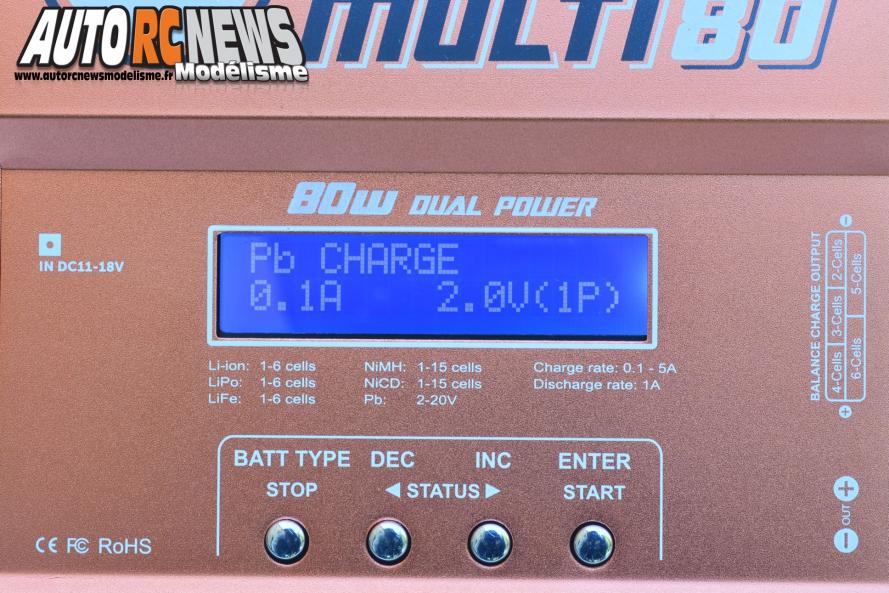 AUTORCNEWS
www.autorcnewsmodelisme.fr Modélisme
MULTI 80
80W DUAL POWER
IN DC11-18V
Pb CHARGE
0.1A 2.0V(1P)
Li-ion: 1-6 cells
LiPo: 1-6 cells
LiFe: 1-6 cells
NiMH: 1-15 cells
NiCD: 1-15 cells
Pb: 2-20V
Charge rate: 0.1 - 5A
Discharge rate: 1A
BALANCE CHARGE OUTPUT
2-Cells
3-Cells
4-Cells
5-Cells
6-Cells
BATT TYPE DEC INC ENTER
STOP ◀ STATUS ▶ START
CE FC RoHS
OUT